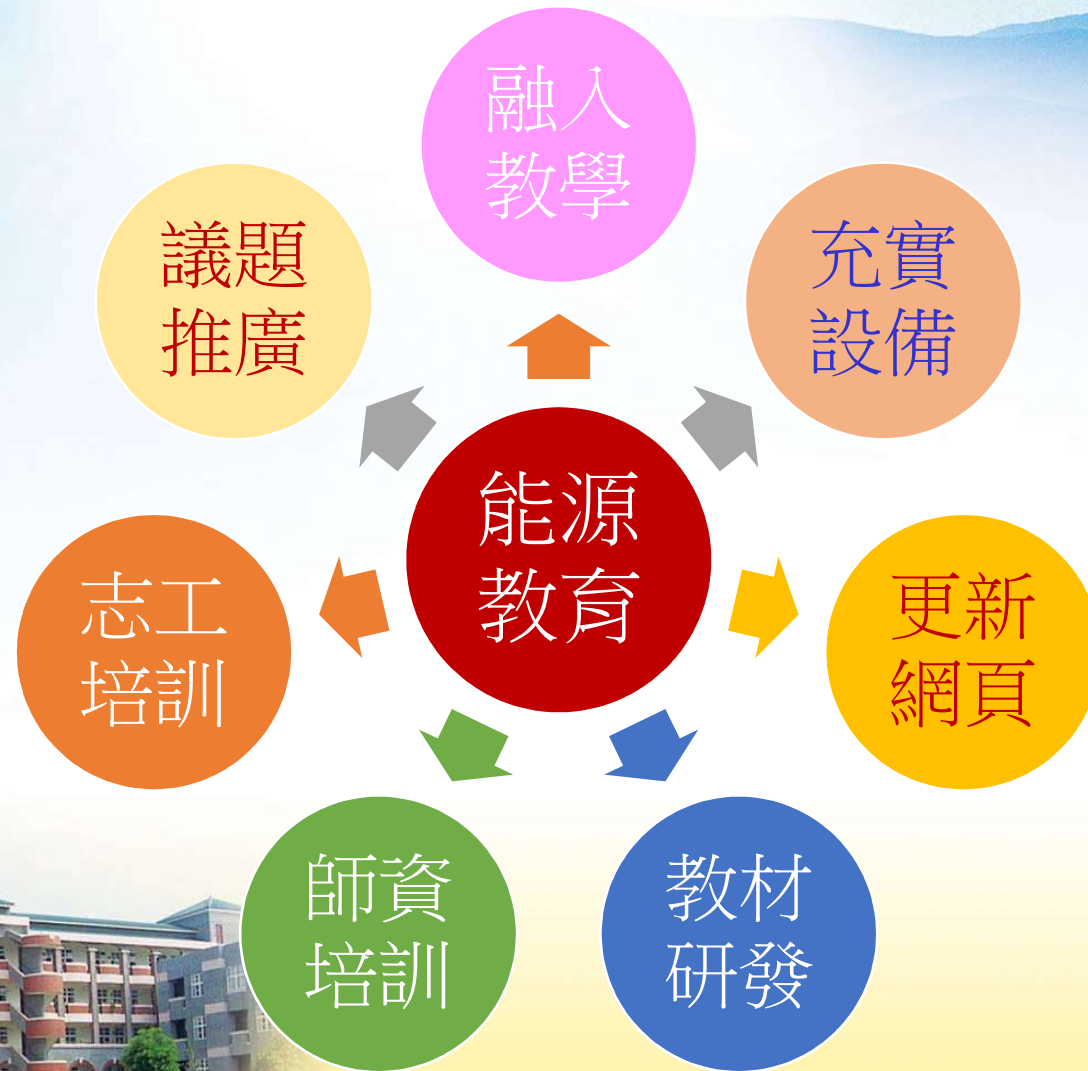 融入
教學
充實
設備
更新
網頁
教材
研發
師資
培訓
志工
培訓
議題
推廣
能源
教育